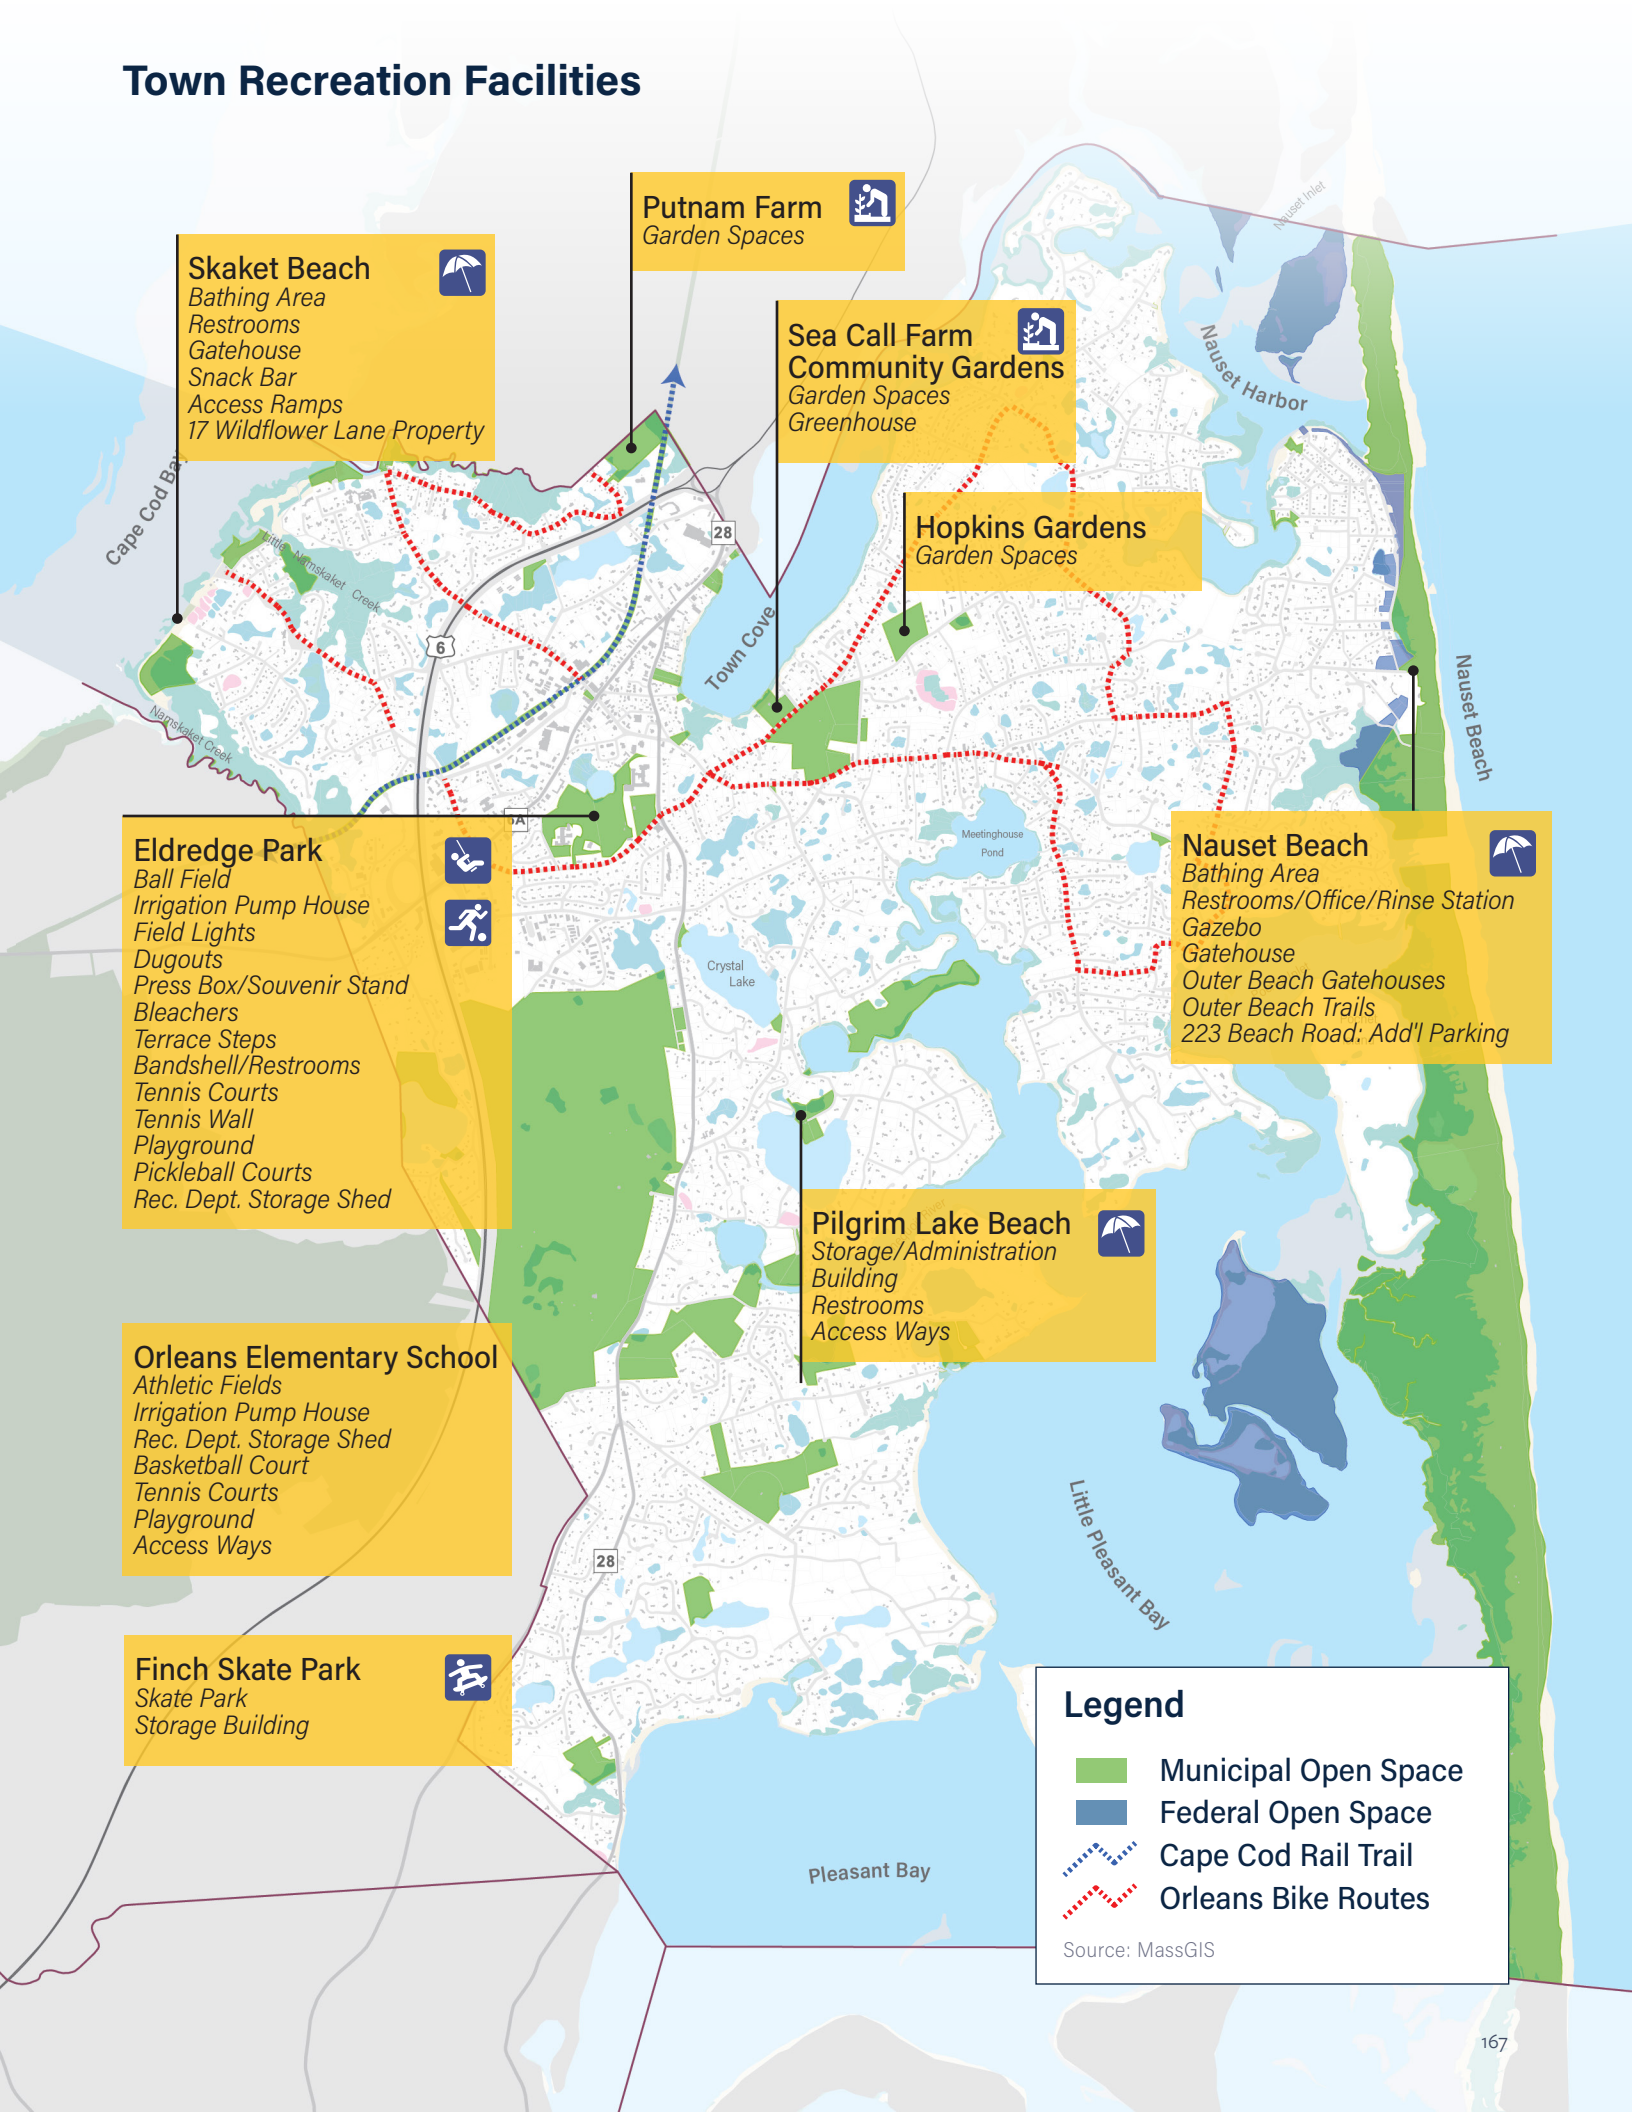 Town Recreation Facilities
Putnam Farm
Garden Spaces
Skaket Beach
Bathing Area
Restrooms
Gatehouse
Snack Bar
Access Ramps
17 Wildflower Lane Property
Sea Call Farm
Community Gardens
Garden Spaces
Greenhouse
Hopkins Gardens
Garden Spaces
Nauset Inlet
Nauset Harbor
Cape Cod Bay
Little Namskaket Creek
Namskaket Creek
28
6
Town Cove
Nauset Beach
6A
Meetinghouse
Pond
Crystal
Lake
Eldredge Park
Ball Field
Irrigation Pump House
Field Lights
Dugouts
Press Box/Souvenir Stand
Bleachers
Terrace Steps
Bandshell/Restrooms
Tennis Courts
Tennis Wall
Playground
Pickleball Courts
Rec. Dept. Storage Shed
Nauset Beach
Bathing Area
Restrooms/Office/Rinse Station
Gazebo
Gatehouse
Outer Beach Gatehouses
Outer Beach Trails
223 Beach Road: Add'l Parking
Pilgrim Lake Beach
Storage/Administration
Building
Restrooms
Access Ways
Orleans Elementary School
Athletic Fields
Irrigation Pump House
Rec. Dept. Storage Shed
Basketball Court
Tennis Courts
Playground
Access Ways
Little Pleasant Bay
28
Finch Skate Park
Skate Park
Storage Building
Pleasant Bay
Legend
Municipal Open Space
Federal Open Space
Cape Cod Rail Trail
Orleans Bike Routes
Source: MassGIS
167